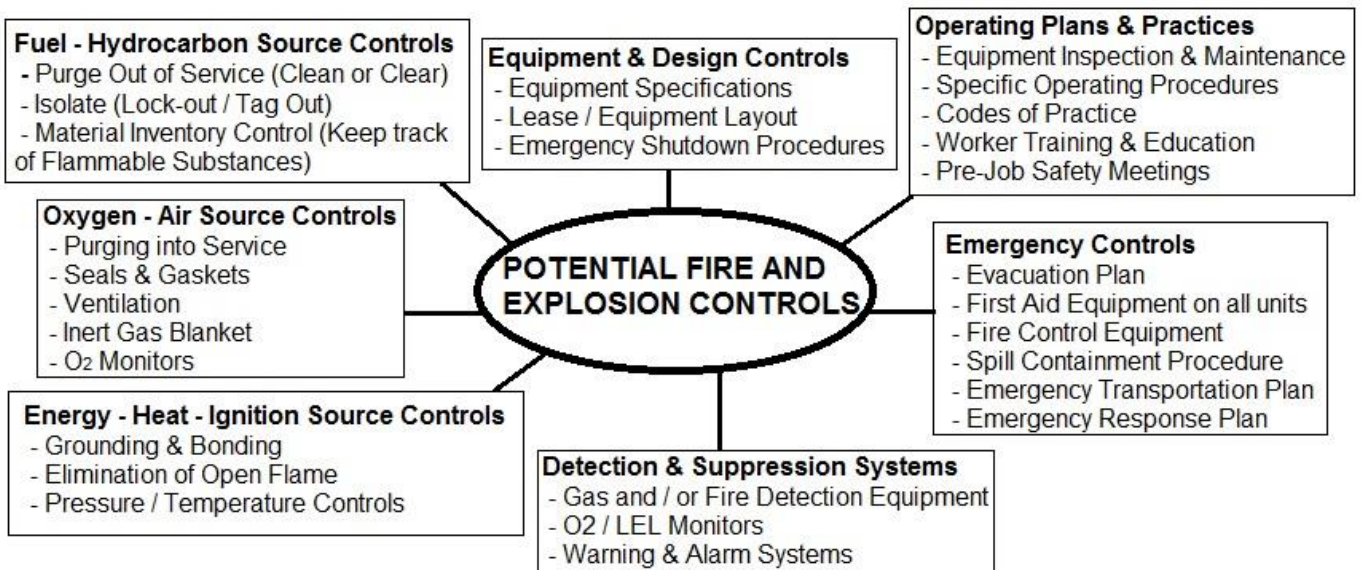 Fuel - Hydrocarbon Source Controls
- Purge Out of Service (Clean or Clear)
- Isolate (Lock-out / Tag Out)
- Material Inventory Control (Keep track
of Flammable Substances)
Equipment & Design Controls
- Equipment Specifications
- Lease / Equipment Layout
- Emergency Shutdown Procedures
Operating Plans & Practices
- Equipment Inspection & Maintenance
- Specific Operating Procedures
- Codes of Practice
- Worker Training & Education
- Pre-Job Safety Meetings
Oxygen - Air Source Controls
- Purging into Service
- Seals & Gaskets
- Ventilation
- Inert Gas Blanket
- O₂ Monitors
POTENTIAL FIRE AND
EXPLOSION CONTROLS
Emergency Controls
- Evacuation Plan
- First Aid Equipment on all units
- Fire Control Equipment
- Spill Containment Procedure
- Emergency Transportation Plan
- Emergency Response Plan
Energy - Heat - Ignition Source Controls
- Grounding & Bonding
- Elimination of Open Flame
- Pressure / Temperature Controls
Detection & Suppression Systems
- Gas and / or Fire Detection Equipment
- O2 / LEL Monitors
- Warning & Alarm Systems